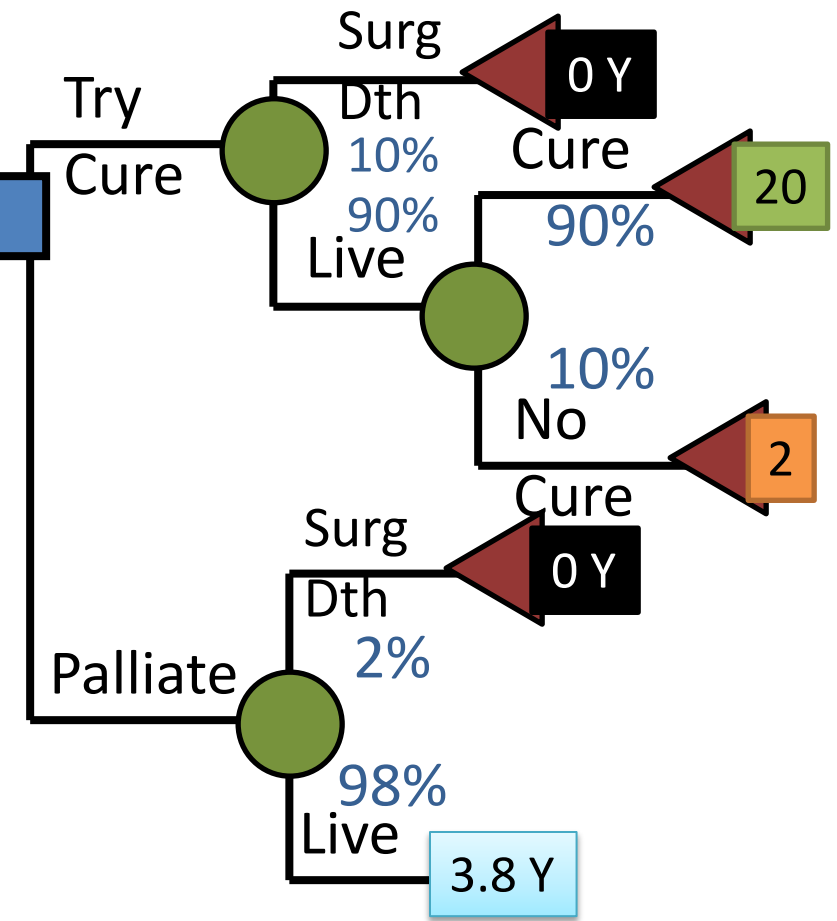 Surg
0 Y
Try
Dth
10%
Cure
Cure
20
90%
90%
Live
10%
No
2
Cure
Surg
0 Y
Dth
2%
Palliate
98%
Live
3.8 Y